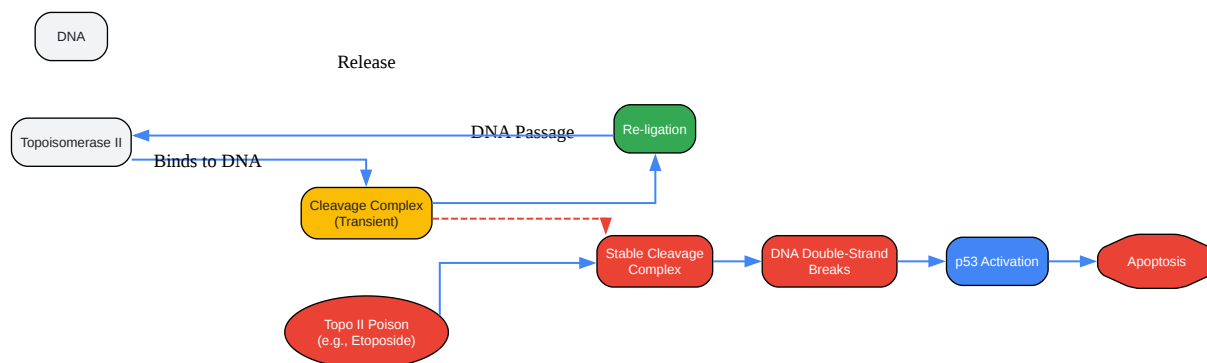 DNA
Release
Topoisomerase II
Re-ligation
DNA Passage
Binds to DNA
Cleavage Complex
(Transient)
Stable Cleavage
Complex
DNA Double-Strand
Breaks
p53 Activation
Apoptosis
Topo II Poison
(e.g., Etoposide)